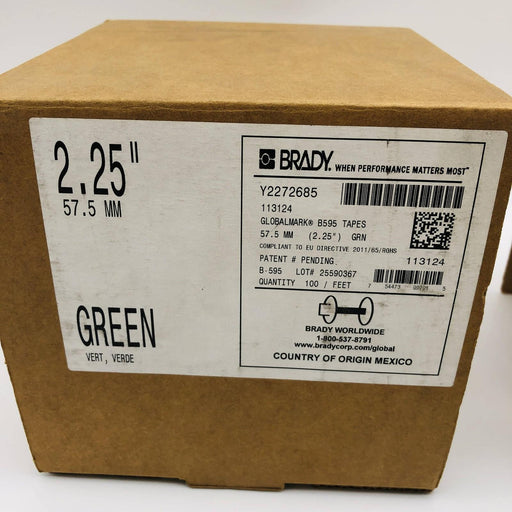 2.25"
57.5 MM
GREEN
VERT, VERDE
BRADY. WHEN PERFORMANCE MATTERS MOST™
Y2272685
113124
GLOBALMARK® B595 TAPES
57.5 MM (2.25") GRN
COMPLIANT TO EU DIRECTIVE 2011/65/ROHS
PATENT # PENDING. 113124
B-595 LOT# 25590367
QUANTITY 100 / FEET
BRADY WORLDWIDE
1-800-537-8791
www.bradycorp.com/global
COUNTRY OF ORIGIN MEXICO